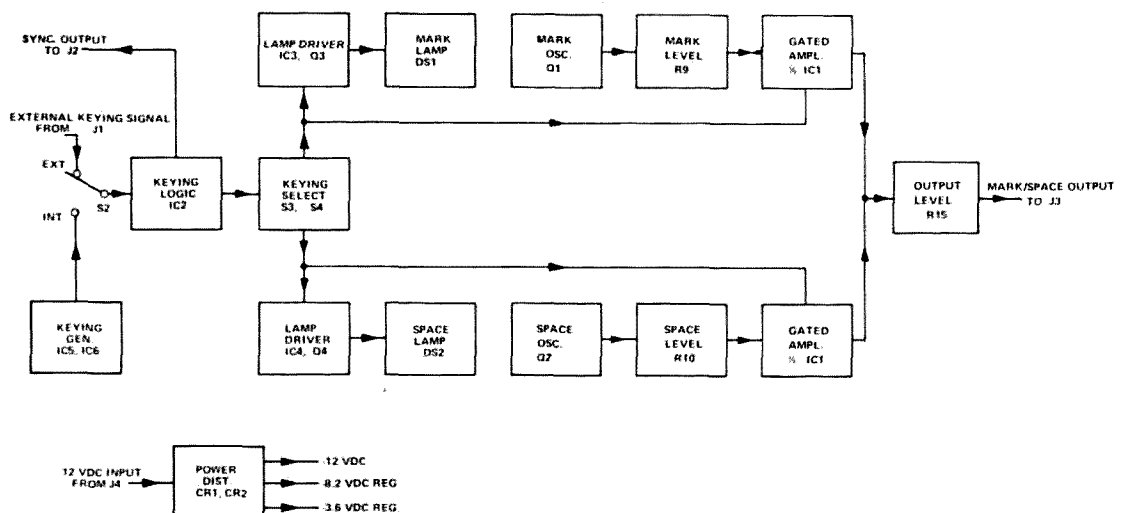 SYNC. OUTPUT
TO J2
EXTERNAL KEYING SIGNAL
FROM J1
EXT
S2
INT
KEYING
GEN.
IC5, IC6
KEYING
LOGIC
IC2
KEYING
SELECT
S3, S4
LAMP DRIVER
IC3, Q3
MARK
LAMP
DS1
MARK
OSC.
Q1
MARK
LEVEL
R9
GATED
AMPL.
½ IC1
LAMP
DRIVER
IC4, Q4
SPACE
LAMP
DS2
SPACE
OSC.
Q2
SPACE
LEVEL
R10
GATED
AMPL.
½ IC1
OUTPUT
LEVEL
R15
MARK/SPACE OUTPUT
TO J3
12 VDC INPUT
FROM J4
POWER
DIST.
CR1, CR2
-12 VDC
-8.2 VDC REG
-3.6 VDC REG.